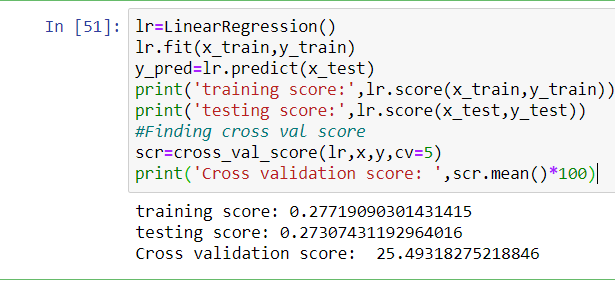 In [51]: lr=LinearRegression()
lr.fit(x_train,y_train)
y_pred=lr.predict(x_test)
print('training score:',lr.score(x_train,y_train))
print('testing score:',lr.score(x_test,y_test))
#Finding cross val score
scr=cross_val_score(lr,x,y,cv=5)
print('Cross validation score: ',scr.mean()*100)
training score: 0.27719090301431415
testing score: 0.27307431192964016
Cross validation score:  25.49318275218846